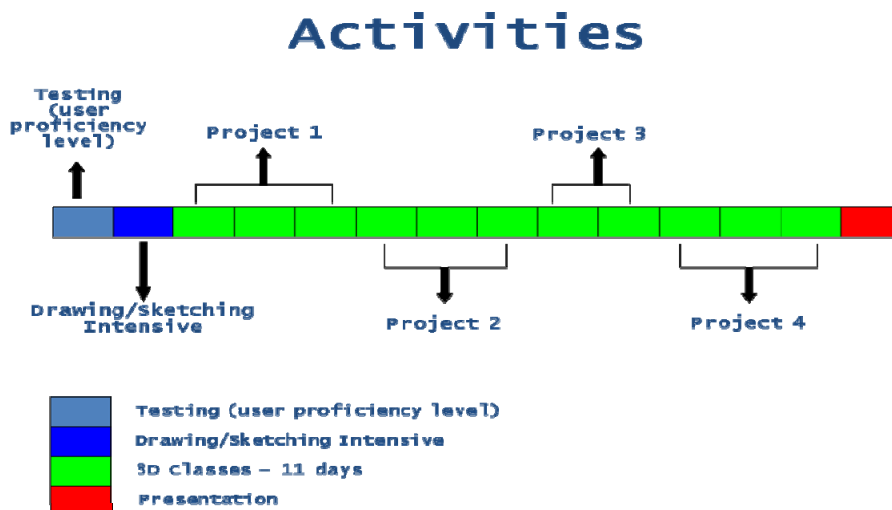 Activities
Testing
(user
proficiency
level)
Project 1
Project 3
Drawing/Sketching
Intensive
Project 2
Project 4
Testing (user proficiency level)
Drawing/Sketching Intensive
3D Classes – 11 days
Presentation